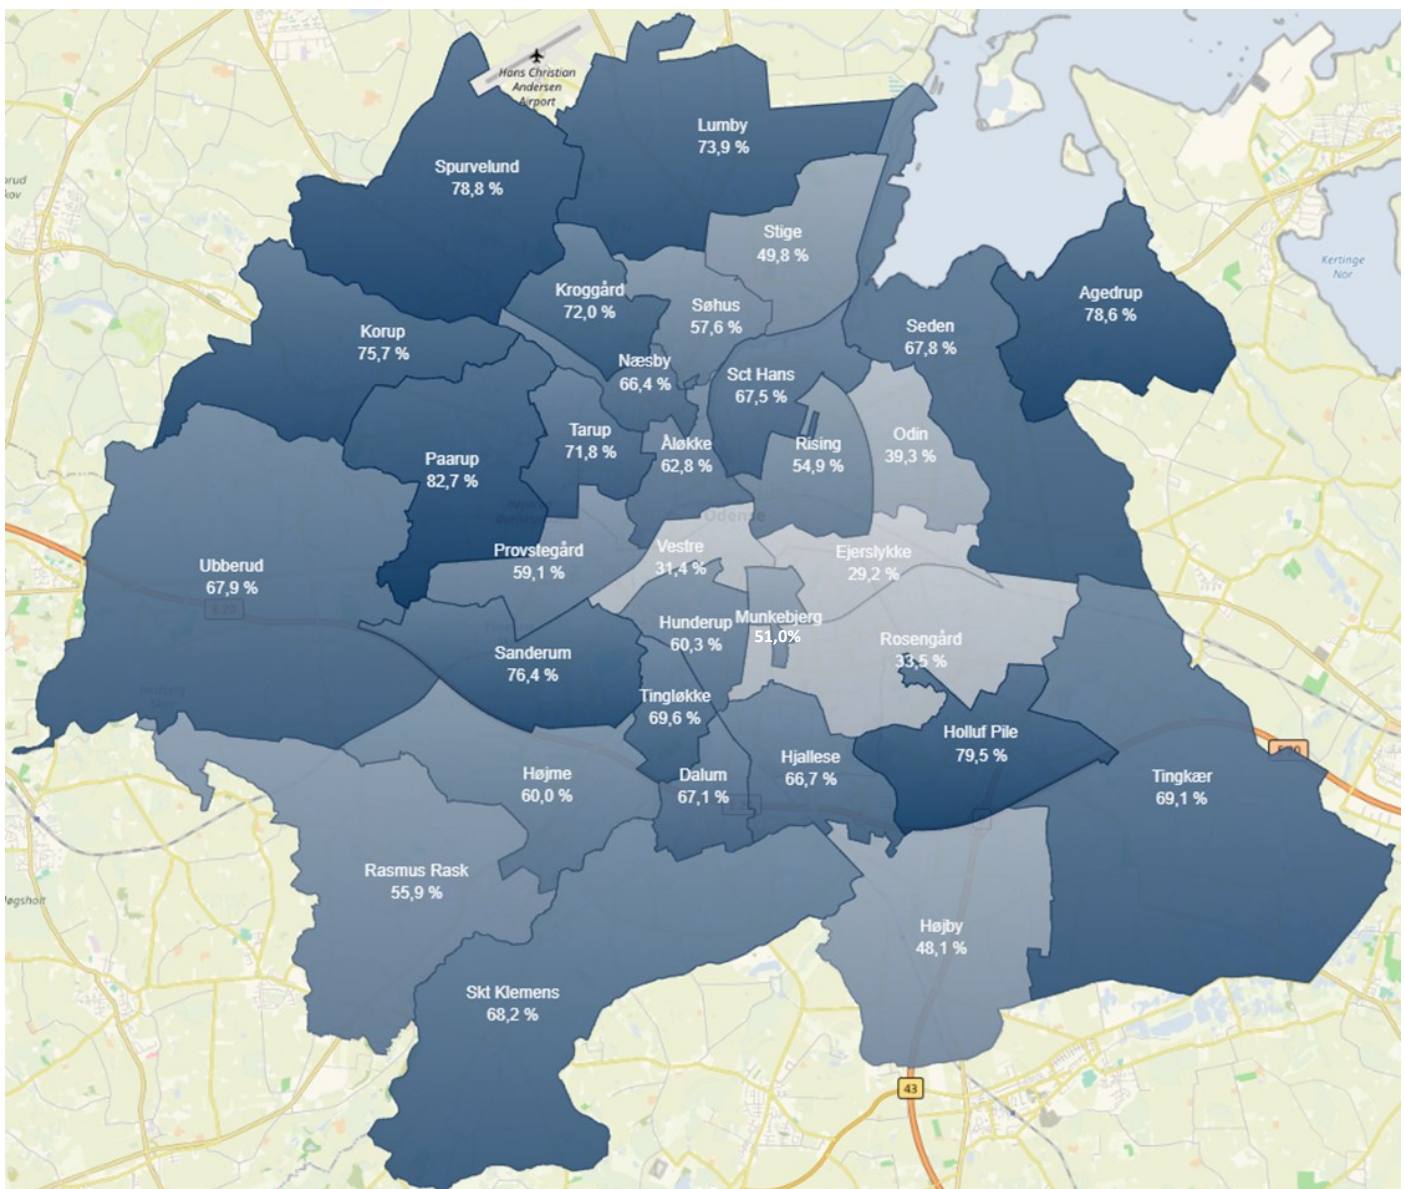 Hans Christian
Andersen
Airport
Lumby
73,9 %
Spurvelund
78,8 %
Stige
49,8 %
Kertinge
Nor
Kroggård
72,0 %
Søhus
57,6 %
Agedrup
78,6 %
Korup
75,7 %
Seden
67,8 %
Næsby
66,4 %
Sct Hans
67,5 %
Tarup
71,8 %
Åløkke
62,8 %
Rising
54,9 %
Odin
39,3 %
Paarup
82,7 %
Odense
Provstegård
59,1 %
Vestre
31,4 %
Ejerslykke
29,2 %
Ubberud
67,9 %
E 20
Hunderup
60,3 %
Munkebjerg
51,0%
Rosengård
33,5 %
Sanderum
76,4 %
Tingløkke
69,6 %
Holluf Pile
79,5 %
Højme
60,0 %
Dalum
67,1 %
Hjallese
66,7 %
Tingkær
69,1 %
Rasmus Rask
55,9 %
Højby
48,1 %
Skt Klemens
68,2 %
43